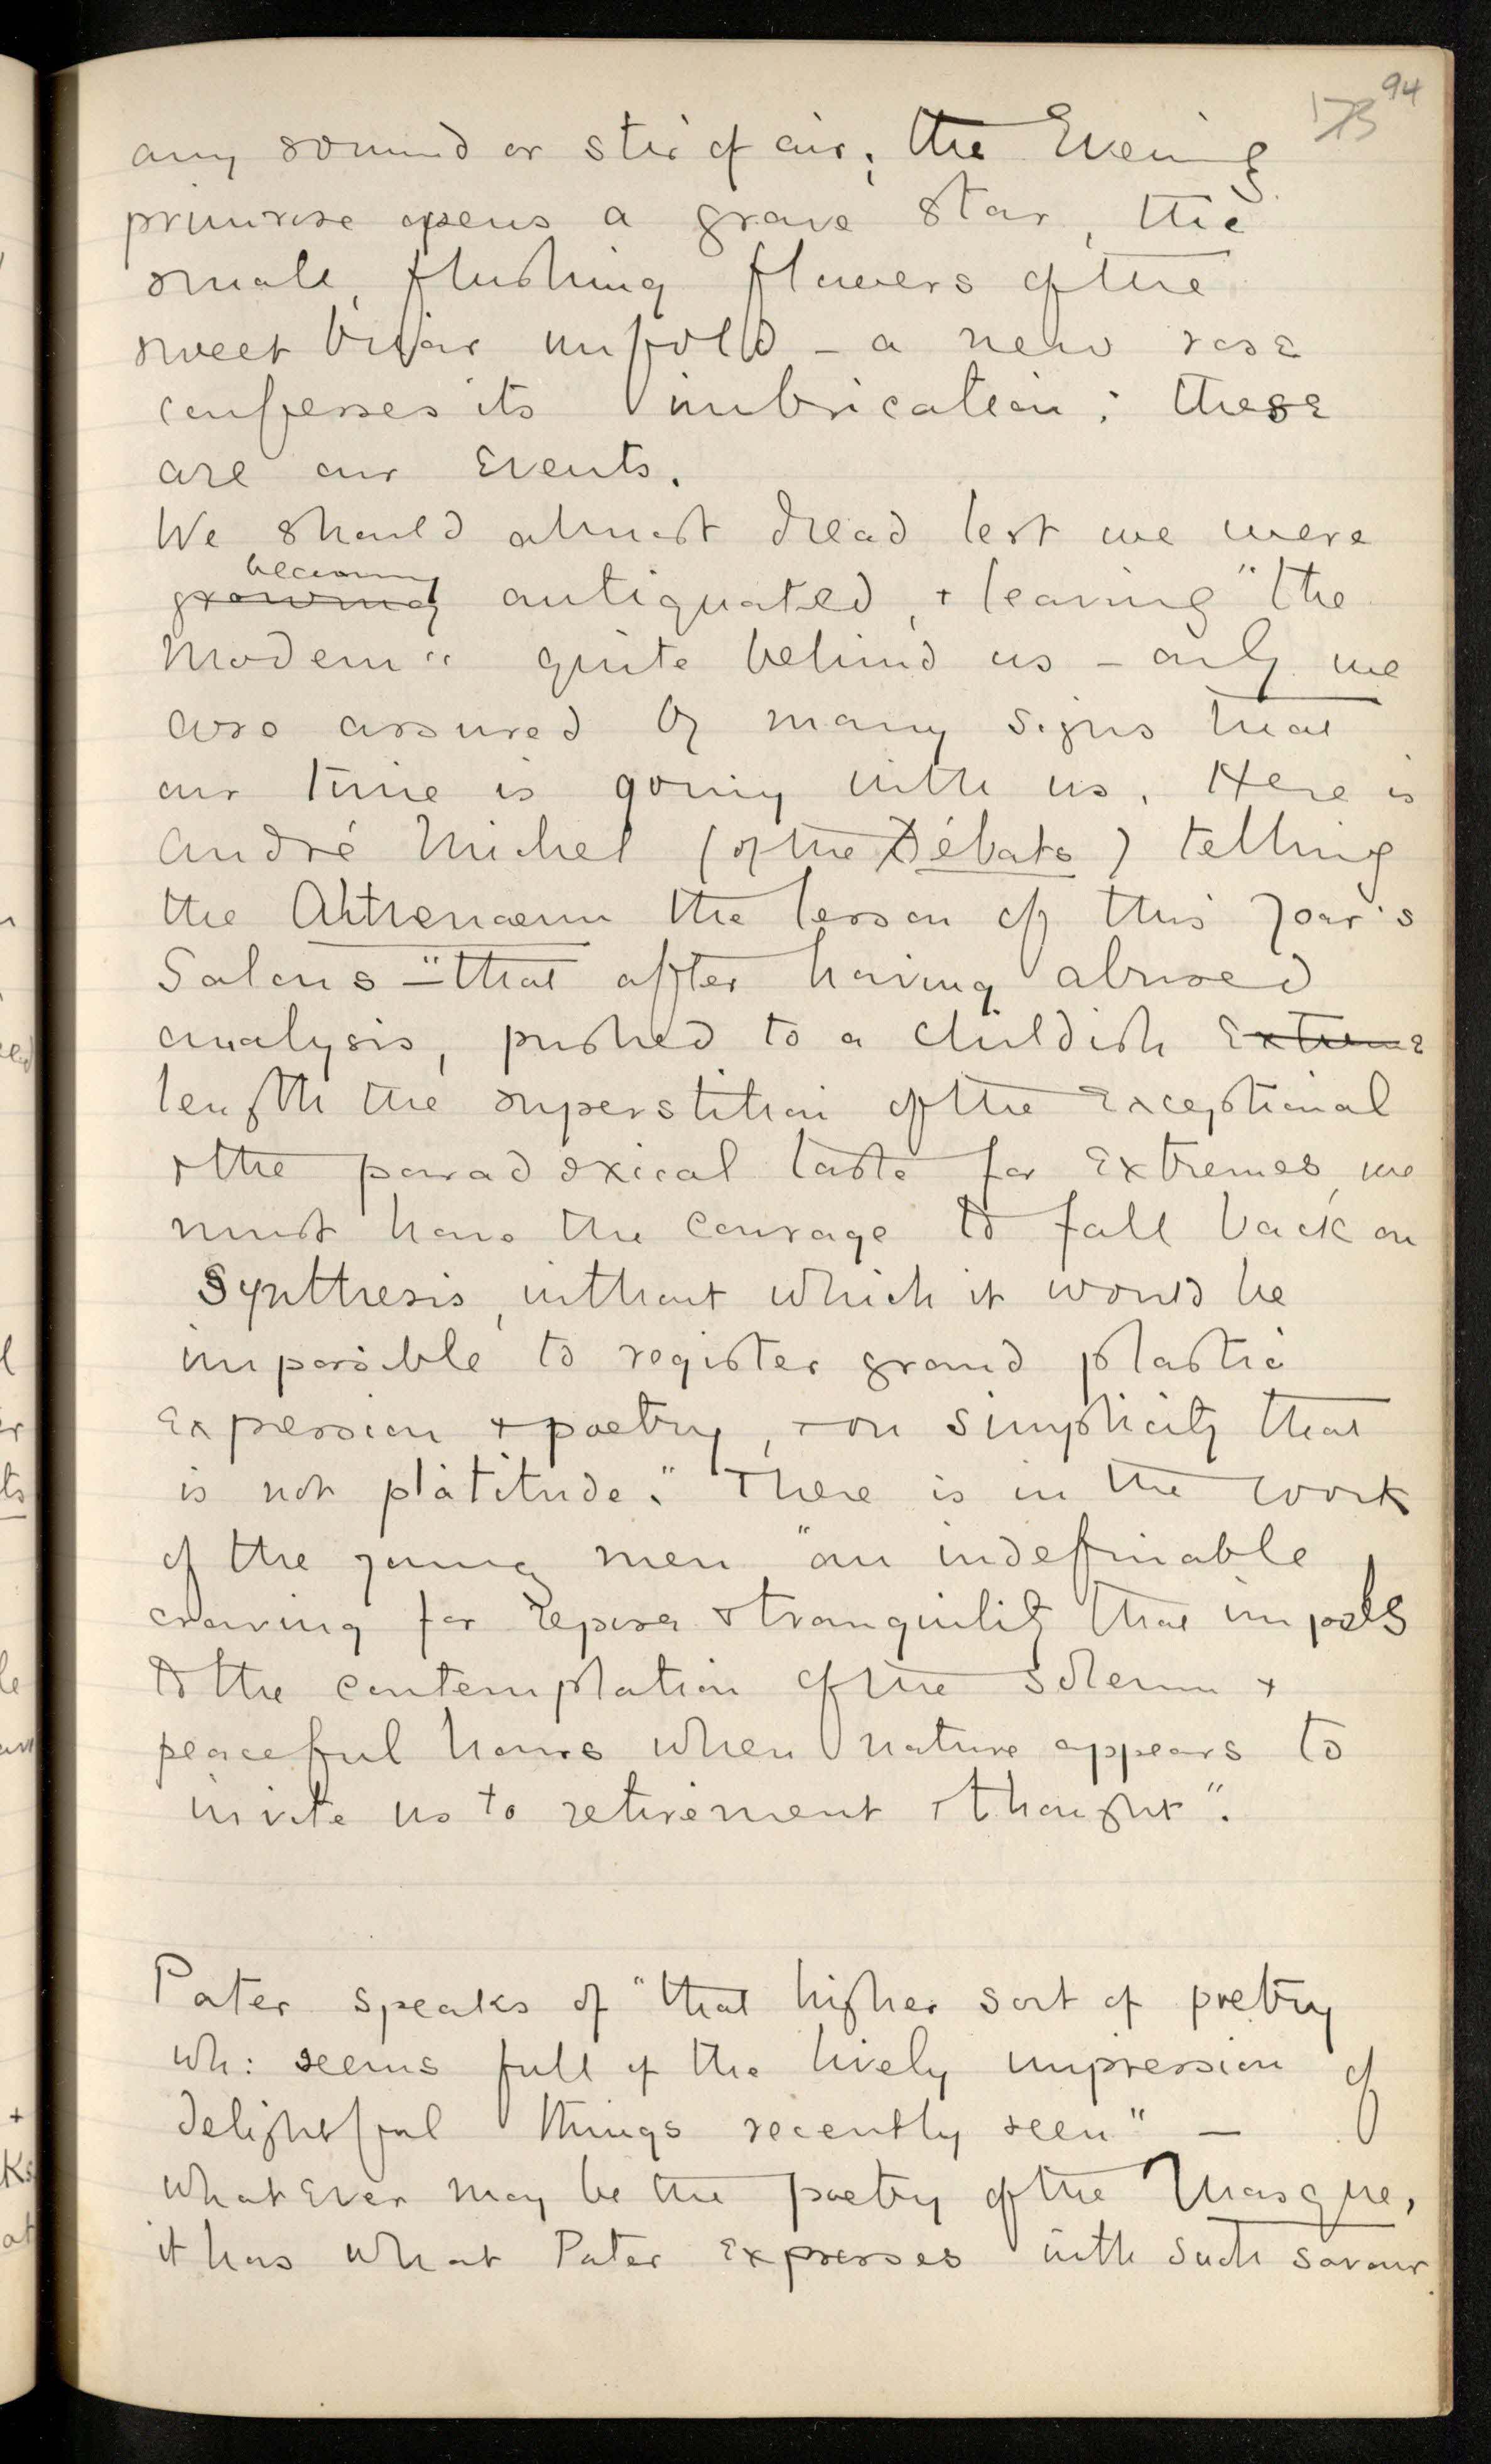 94
173
any sound or stir of air; the Evening
primrose opens a grave star, the
small, flushing flowers of the
sweet briar unfold – a new rose
confesses its imbrication: these
are our Events.
We should almost dread lest we were
becoming
growing antiquated, + leaving "the
Modern" quite behind us – only we
are assured by many signs that
our time is going with us. Here is
André Michel (of the Débats) telling
the Athenaeum the lesson of this year's
Salons – "that after having abused
analysis, pushed to a childish Extreme
length the superstition of the Exceptional
+ the paradoxical taste for Extremes, we
must have the courage to fall back on
Synthesis, without which it would be
impossible to register grand plastic
Expression + poetry, + on simplicity that
is not platitude." There is in the work
of the young men "an indefinable
craving for repose + tranquility that impels
to the contemplation of the solemn +
peaceful hours when nature appears to
invite us to retirement + thought".
Pater speaks of "that higher sort of poetry
wh: seems full of the lively impression of
delightful things recently seen" –
whatever may be the poetry of the Masque,
it has what Pater Expresses with such savour